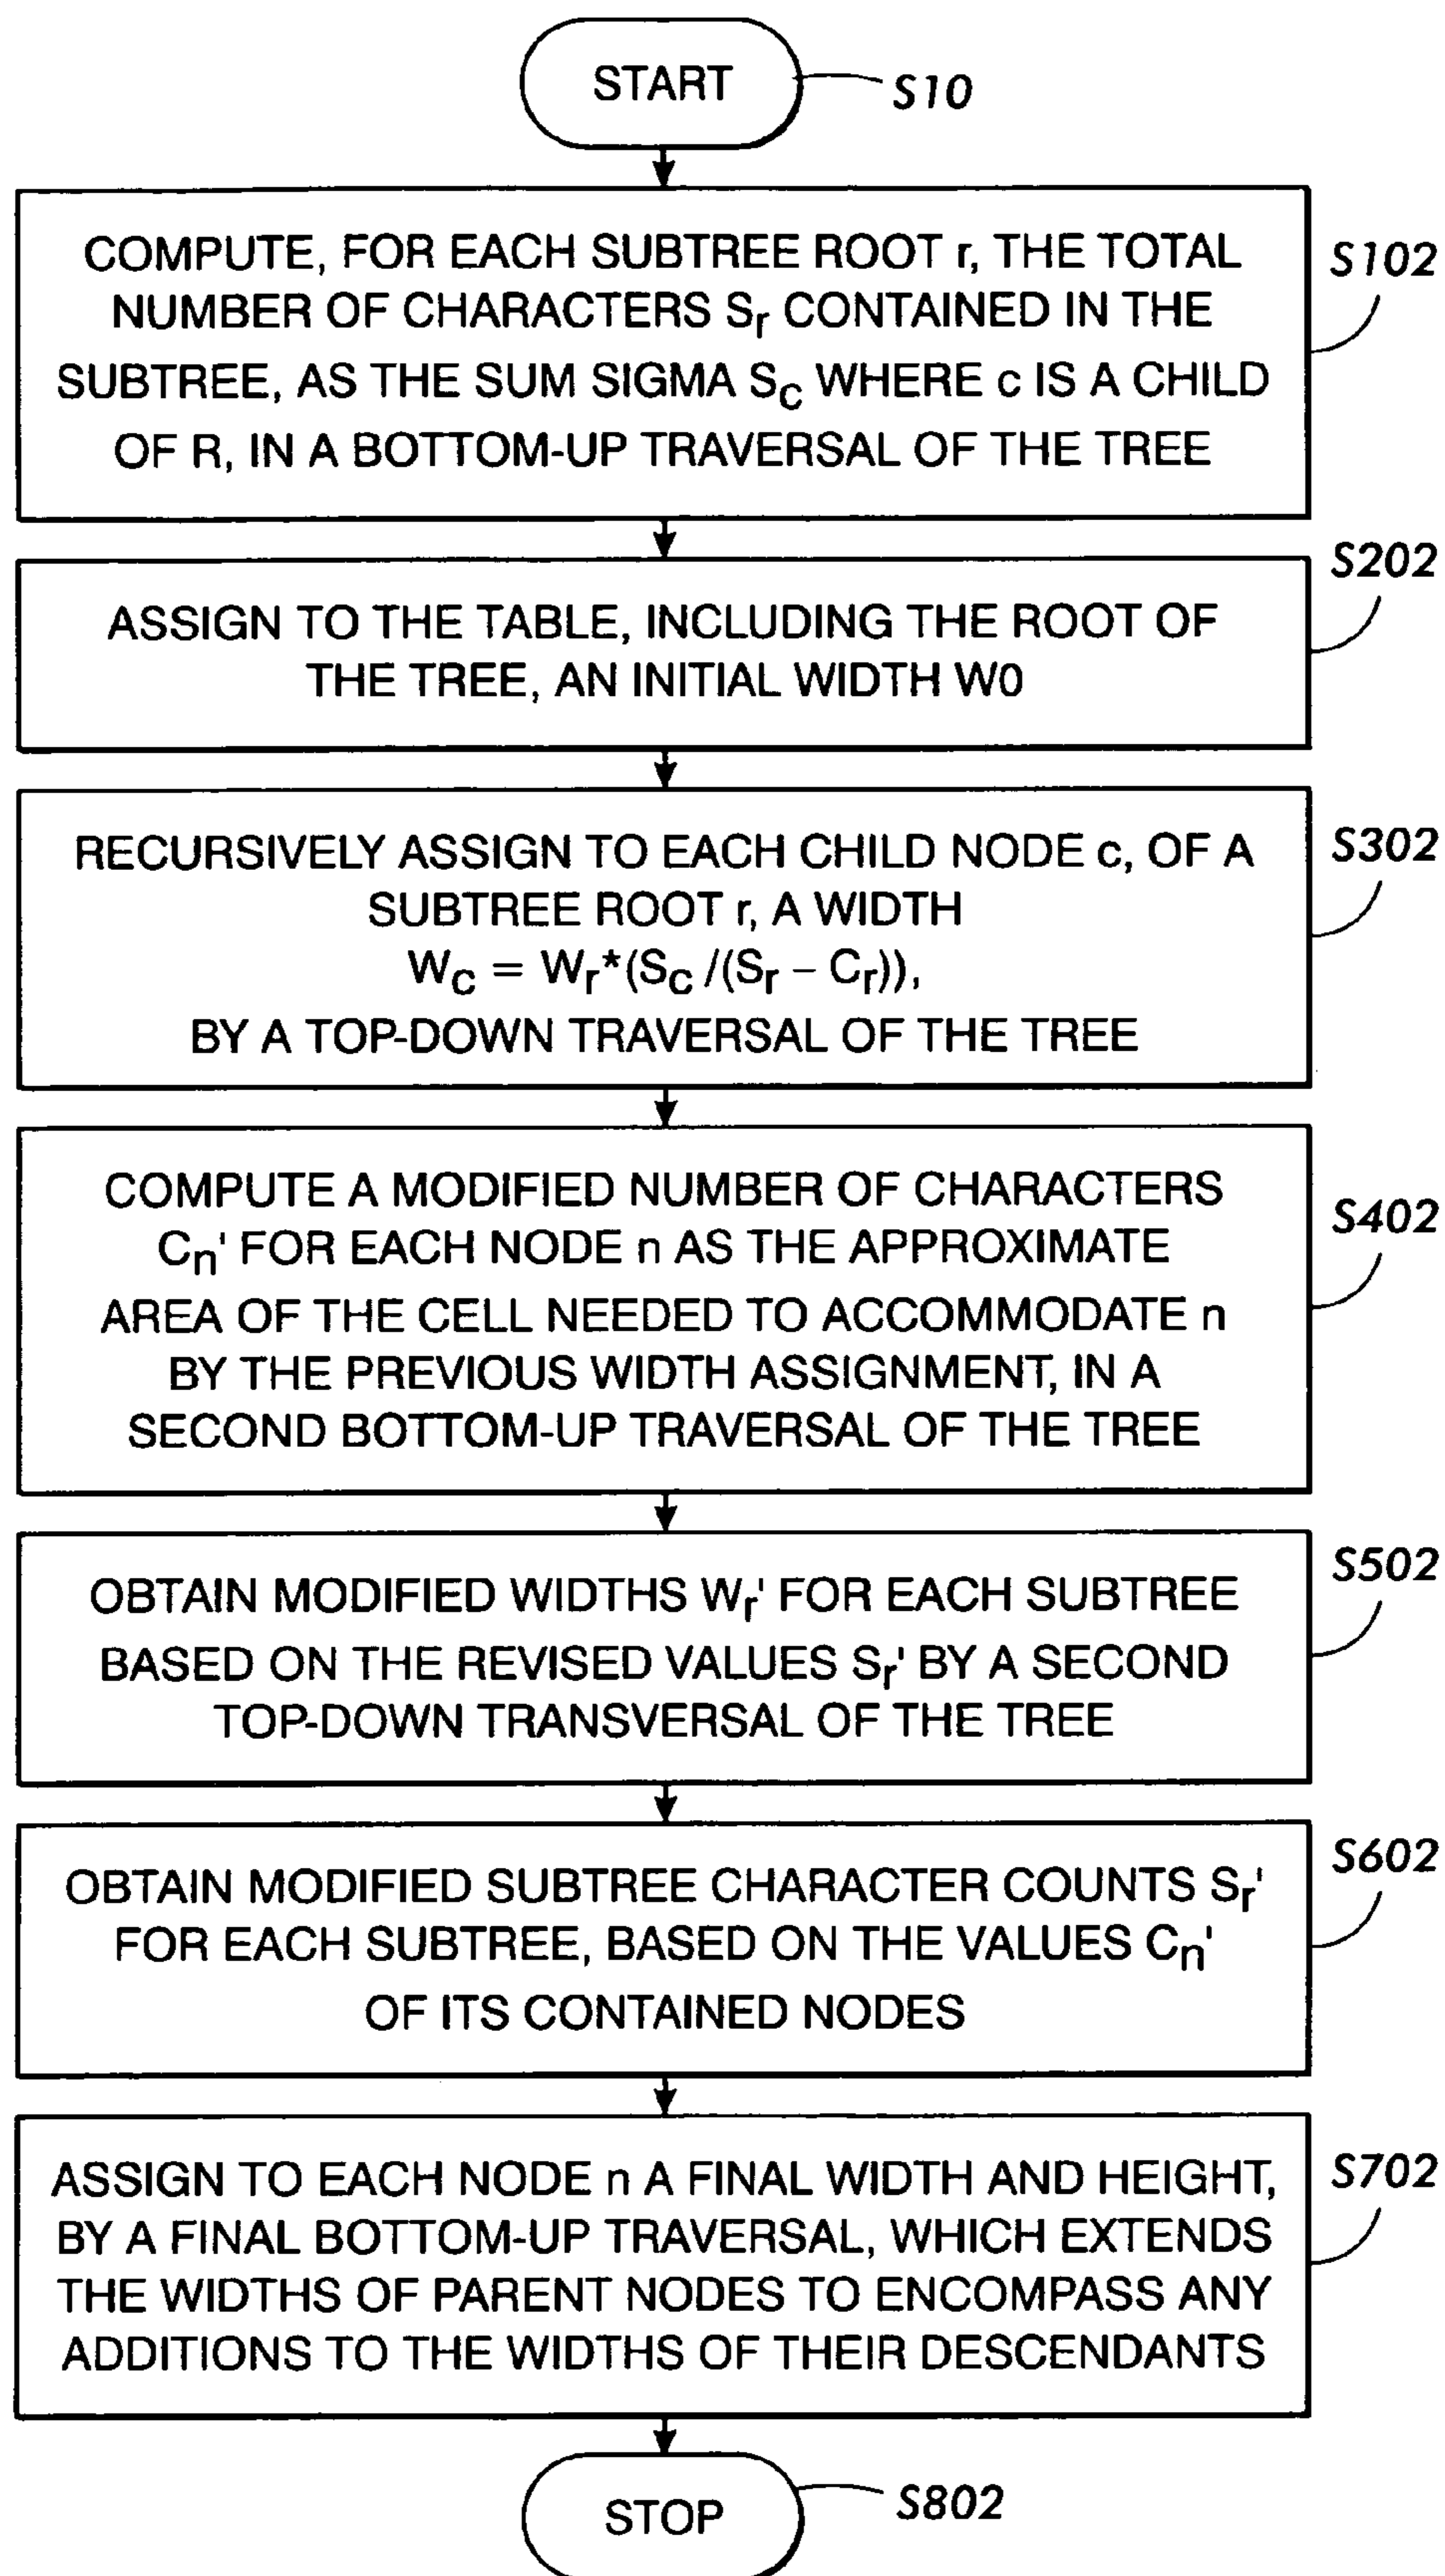 START
S10
COMPUTE, FOR EACH SUBTREE ROOT r, THE TOTAL
NUMBER OF CHARACTERS Sr CONTAINED IN THE
SUBTREE, AS THE SUM SIGMA Sc WHERE c IS A CHILD
OF R, IN A BOTTOM-UP TRAVERSAL OF THE TREE
S102
ASSIGN TO THE TABLE, INCLUDING THE ROOT OF
THE TREE, AN INITIAL WIDTH W0
S202
RECURSIVELY ASSIGN TO EACH CHILD NODE c, OF A
SUBTREE ROOT r, A WIDTH
Wc = Wr*(Sc /(Sr – Cr)),
BY A TOP-DOWN TRAVERSAL OF THE TREE
S302
COMPUTE A MODIFIED NUMBER OF CHARACTERS
Cn' FOR EACH NODE n AS THE APPROXIMATE
AREA OF THE CELL NEEDED TO ACCOMMODATE n
BY THE PREVIOUS WIDTH ASSIGNMENT, IN A
SECOND BOTTOM-UP TRAVERSAL OF THE TREE
S402
OBTAIN MODIFIED WIDTHS Wr' FOR EACH SUBTREE
BASED ON THE REVISED VALUES Sr' BY A SECOND
TOP-DOWN TRANSVERSAL OF THE TREE
S502
OBTAIN MODIFIED SUBTREE CHARACTER COUNTS Sr'
FOR EACH SUBTREE, BASED ON THE VALUES Cn'
OF ITS CONTAINED NODES
S602
ASSIGN TO EACH NODE n A FINAL WIDTH AND HEIGHT,
BY A FINAL BOTTOM-UP TRAVERSAL, WHICH EXTENDS
THE WIDTHS OF PARENT NODES TO ENCOMPASS ANY
ADDITIONS TO THE WIDTHS OF THEIR DESCENDANTS
S702
STOP
S802